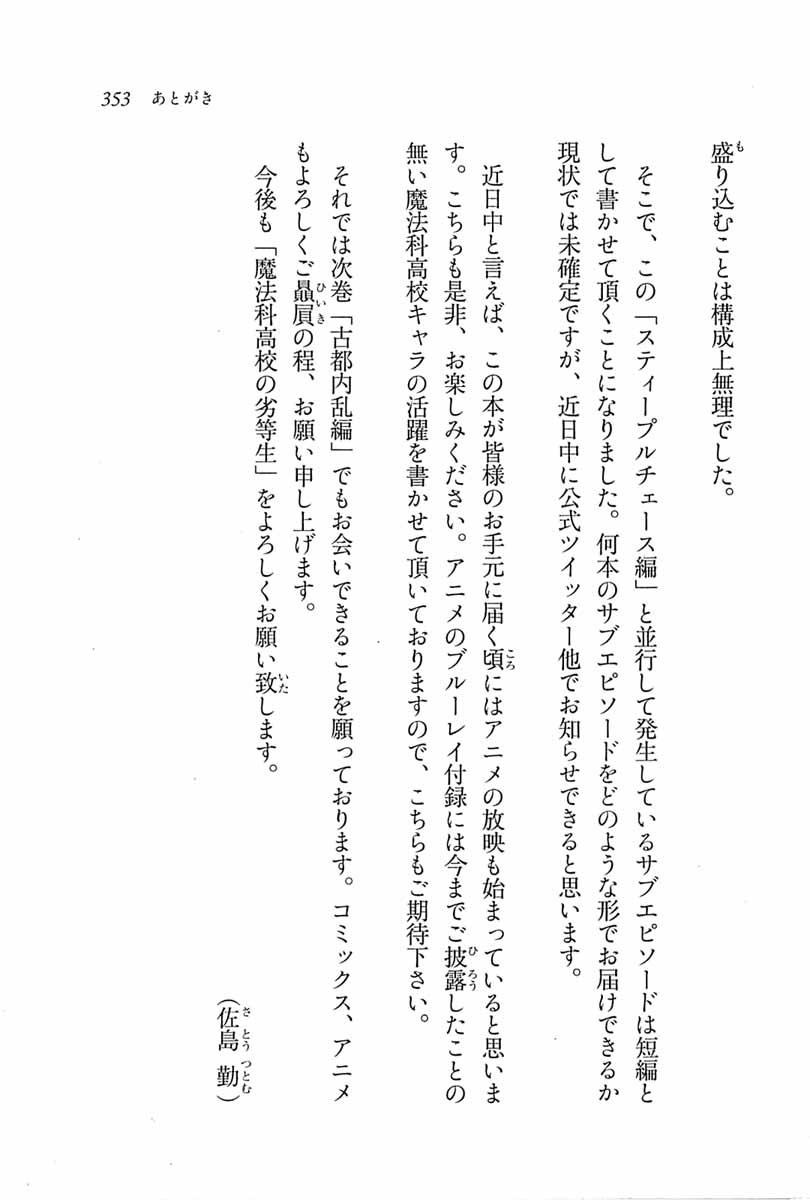 353 あとがき
盛り込むことは構成上無理でした。
そこで、この「スティープルチェース編」と並行して発生しているサブエピソードは短編と
して書かせて頂くことになりました。何本のサブエピソードをどのような形でお届けできるか
現状では未確定ですが、近日中に公式ツイッター他でお知らせできると思います。
近日中と言えば、この本が皆様のお手元に届く頃にはアニメの放映も始まっていると思いま
す。こちらも是非、お楽しみください。アニメのブルーレイ付録には今までご披露したことの
無い魔法科高校キャラの活躍を書かせて頂いておりますので、こちらもご期待下さい。
それでは次巻「古都内乱編」でもお会いできることを願っております。コミックス、アニメ
もよろしくご贔屓の程、お願い申し上げます。
今後も「魔法科高校の劣等生」をよろしくお願い致します。
（佐島 勤）